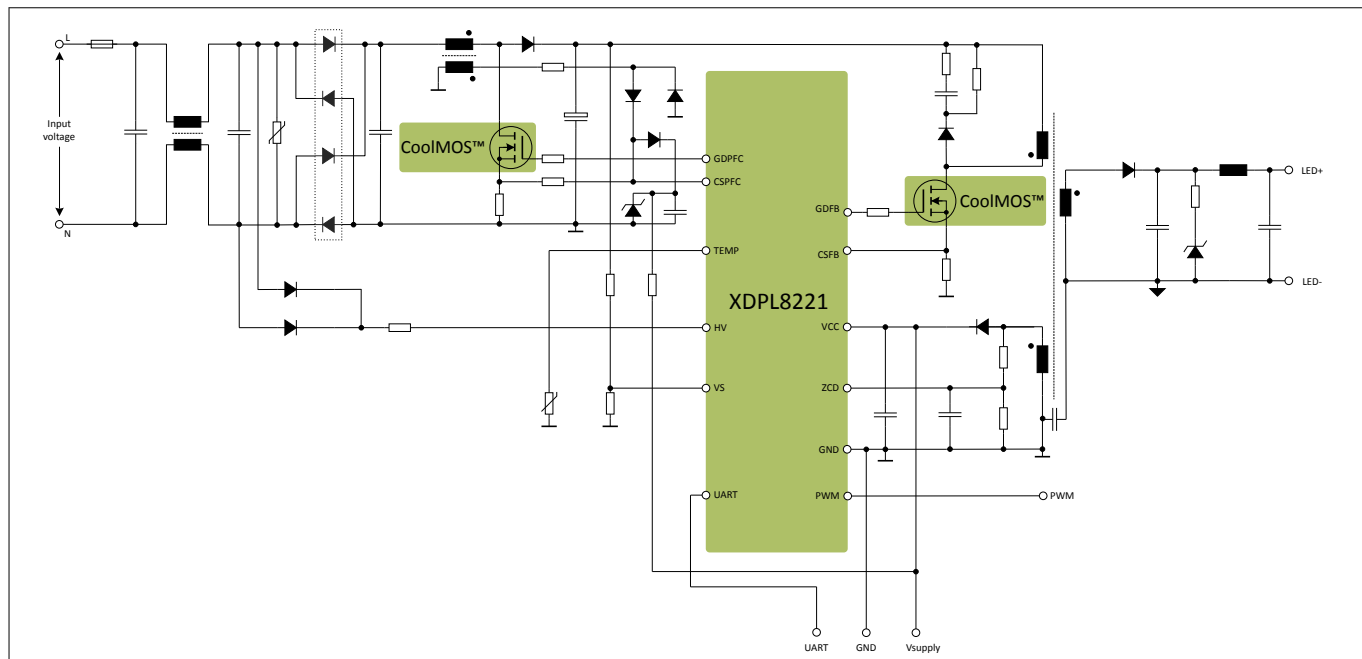 L
Input
voltage
N
CoolMOS™
GDPFC
CSPFC
TEMP
HV
VS
UART
XDPL8221
GDFB
CSFB
VCC
ZCD
GND
PWM
CoolMOS™
LED+
LED-
PWM
UART
GND
Vsupply